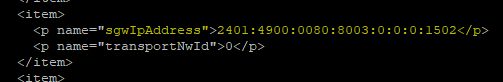 <item>
<p name="sgwIpAddress">2401:4900:0080:8003:0:0:0:1502</p>
<p name="transportNwId">0</p>
</item>
<item>